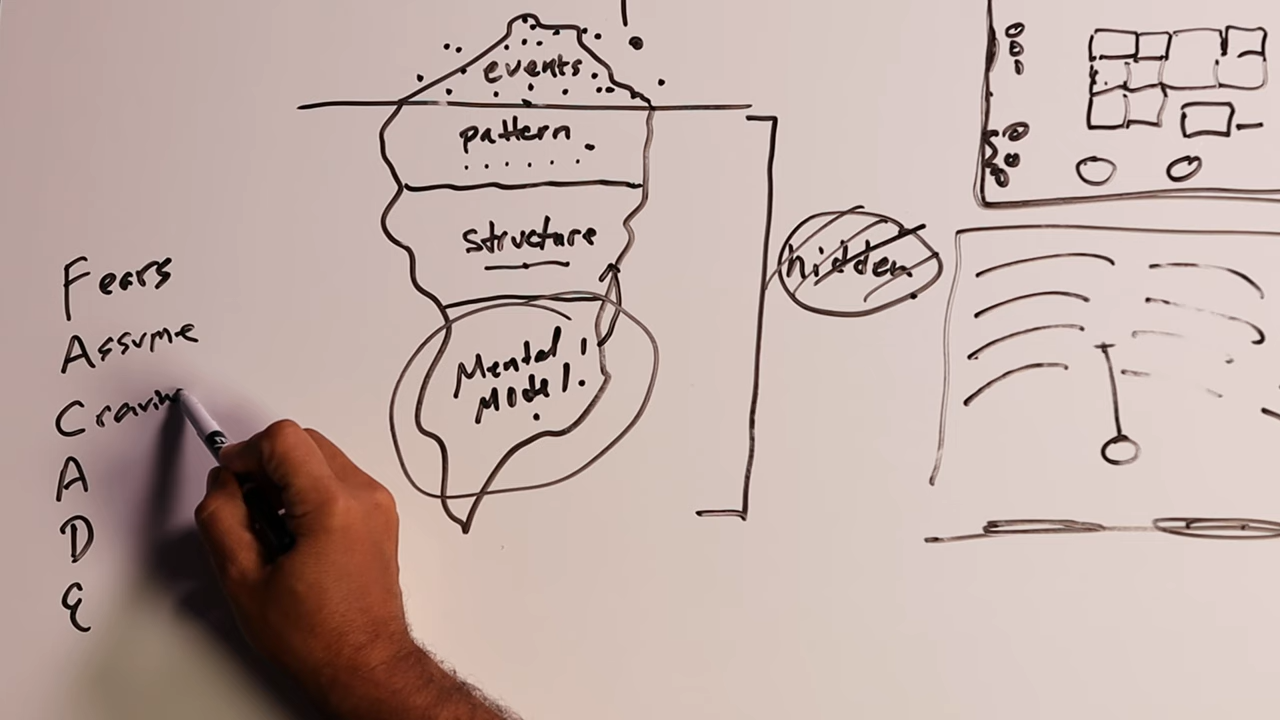 events
pattern
structure
Mental
Model.
hidden
Fears
Assume
Cravin
A
D
E